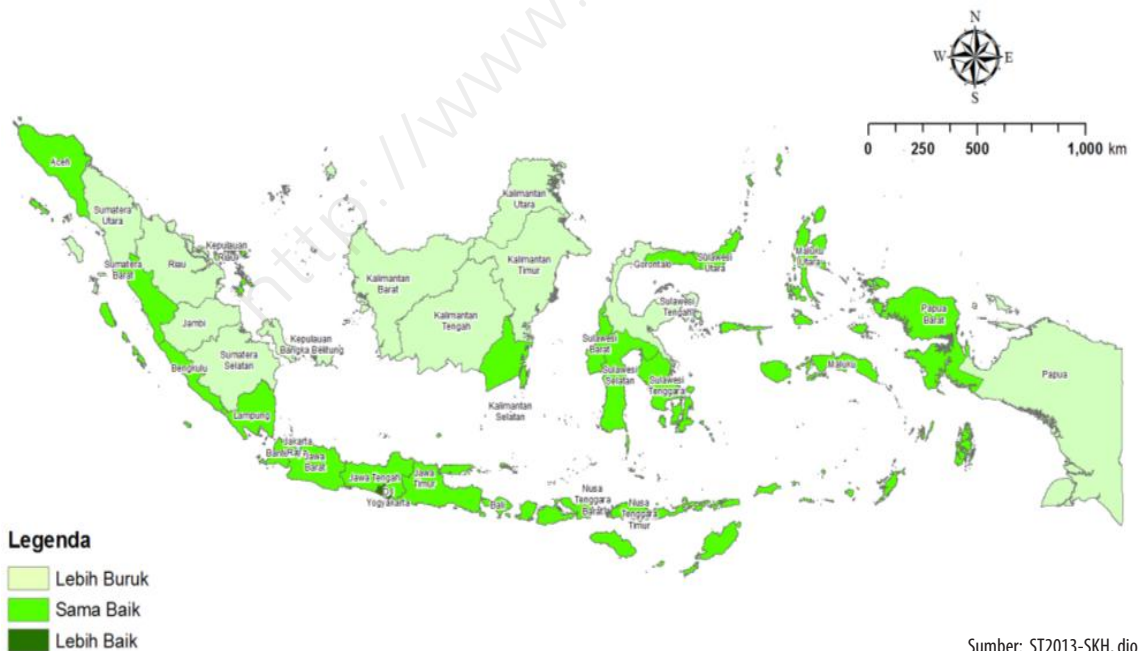 http://www.
N
W E
S
0 250 500 1,000 km
Aceh
Sumatera
Utara
Sumatera
Barat
Riau
Kepulauan
Riau
Jambi
Sumatera
Selatan
Bengkulu
Lampung
Kepulauan
Bangka Belitung
Kalimantan
Utara
Kalimantan
Barat
Kalimantan
Timur
Kalimantan
Tengah
Kalimantan
Selatan
Gorontalo
Sulawesi
Utara
Sulawesi
Tengah
Sulawesi
Barat
Sulawesi
Selatan
Sulawesi
Tenggara
Maluku
Utara
Maluku
Papua
Barat
Papua
Jakarta
Raya
Jawa
Barat
Jawa Tengah
Yogyakarta
Jawa
Timur
Bali
Nusa
Tenggara
Barat
Nusa
Tenggara
Timur
Legenda
Lebih Buruk
Sama Baik
Lebih Baik
Sumber: ST2013-SKH, dio